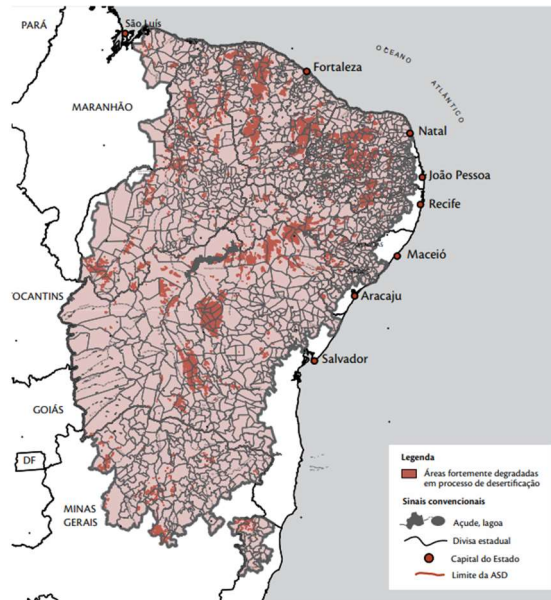 PARÁ
São Luís
OCEANO
ATLÂNTICO
Fortaleza
MARANHÃO
Natal
João Pessoa
Recife
Maceió
OCANTINS
Aracaju
Salvador
GOIÁS
DF
MINAS
GERAIS
Legenda
Áreas fortemente degradadas
em processo de desertificação
Sinais convencionais
Açude, lagoa
Divisa estadual
Capital do Estado
Limite da ASD